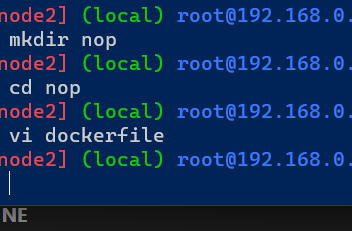 node2] (local) root@192.168.0.
mkdir nop
node2] (local) root@192.168.0.
cd nop
node2] (local) root@192.168.0.
vi dockerfile
node2] (local) root@192.168.0.
NE